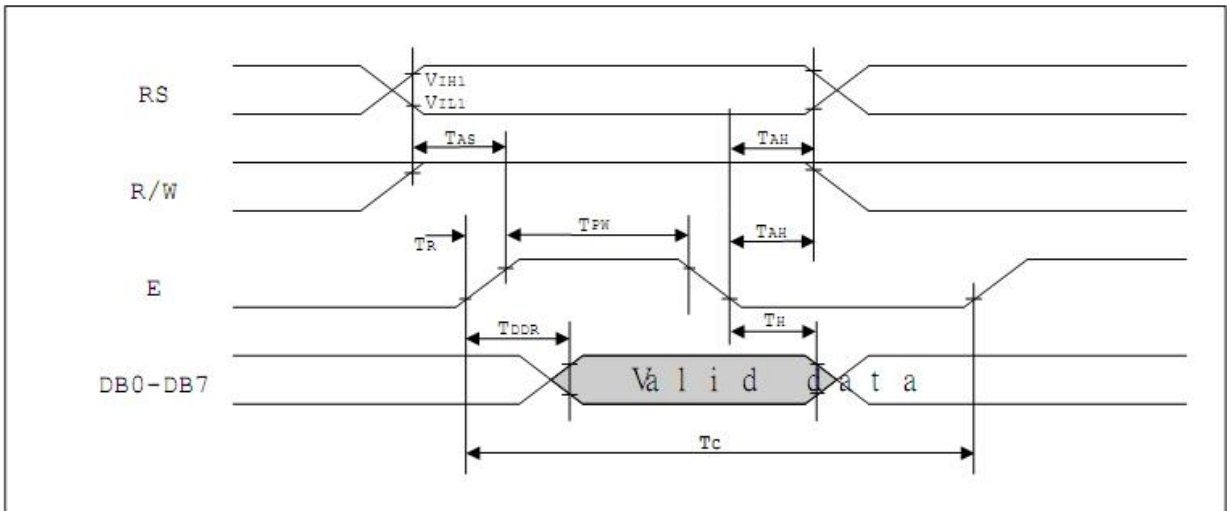 RS
VIH1
VIL1
TAS
TAH
R/W
TR
TPW
TAH
E
TDDR
TH
DB0-DB7
Valid data
TC